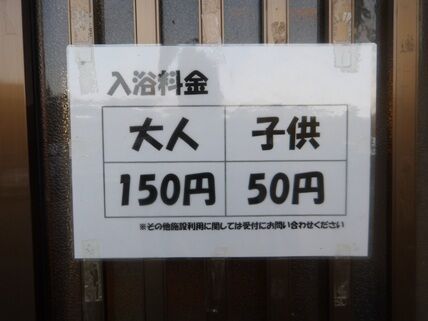 入浴料金
大人 子供
150円 50円
※その他施設利用に関しては受付にお問い合わせください